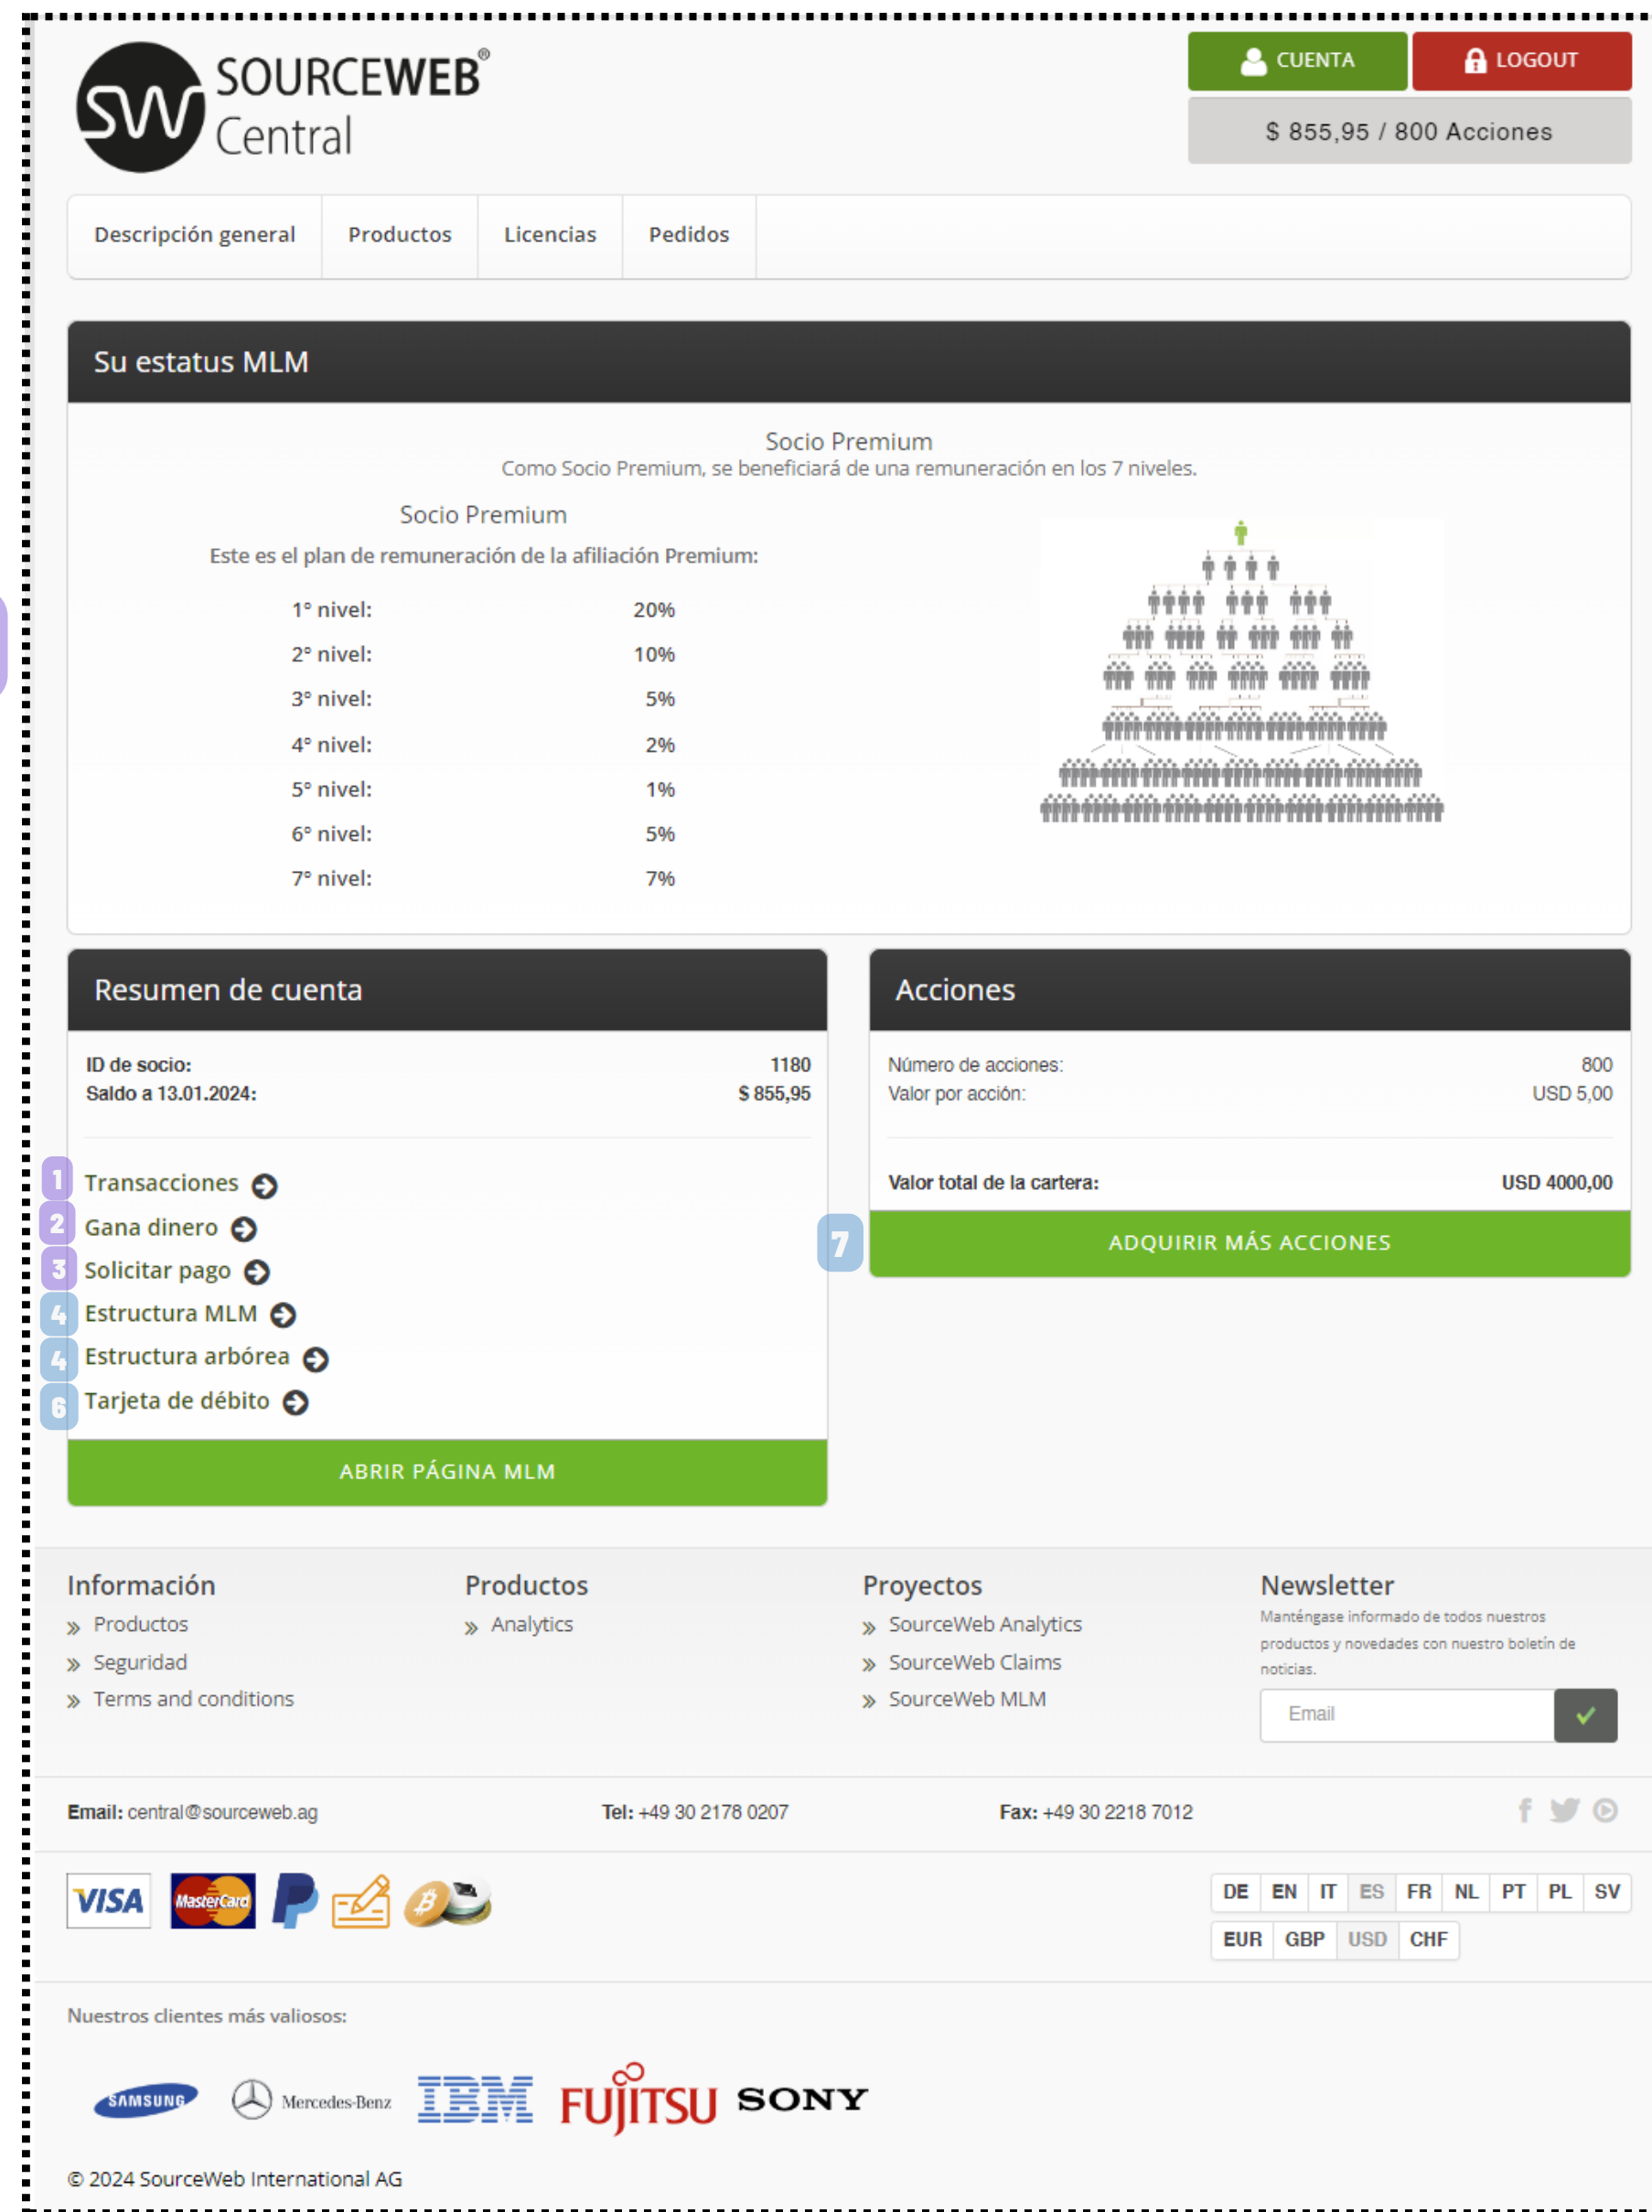 SW SOURCEWEB®
Central
CUENTA
LOGOUT
$ 855,95 / 800 Acciones
Descripción general
Productos
Licencias
Pedidos
Su estatus MLM
Socio Premium
Como Socio Premium, se beneficiará de una remuneración en los 7 niveles.
Socio Premium
Este es el plan de remuneración de la afiliación Premium:
1° nivel: 20%
2° nivel: 10%
3° nivel: 5%
4° nivel: 2%
5° nivel: 1%
6° nivel: 5%
7° nivel: 7%
Resumen de cuenta
ID de socio: 1180
Saldo a 13.01.2024: $ 855,95
1 Transacciones
2 Gana dinero
3 Solicitar pago
4 Estructura MLM
4 Estructura arbórea
6 Tarjeta de débito
ABRIR PÁGINA MLM
Acciones
Número de acciones: 800
Valor por acción: USD 5,00
Valor total de la cartera: USD 4000,00
7 ADQUIRIR MÁS ACCIONES
Información
» Productos
» Seguridad
» Terms and conditions
Productos
» Analytics
Proyectos
» SourceWeb Analytics
» SourceWeb Claims
» SourceWeb MLM
Newsletter
Manténgase informado de todos nuestros
productos y novedades con nuestro boletín de
noticias.
Email
Email: central@sourceweb.ag
Tel: +49 30 2178 0207
Fax: +49 30 2218 7012
VISA MasterCard
DE EN IT ES FR NL PT PL SV
EUR GBP USD CHF
Nuestros clientes más valiosos:
SAMSUNG Mercedes-Benz IBM FUJITSU SONY
© 2024 SourceWeb International AG